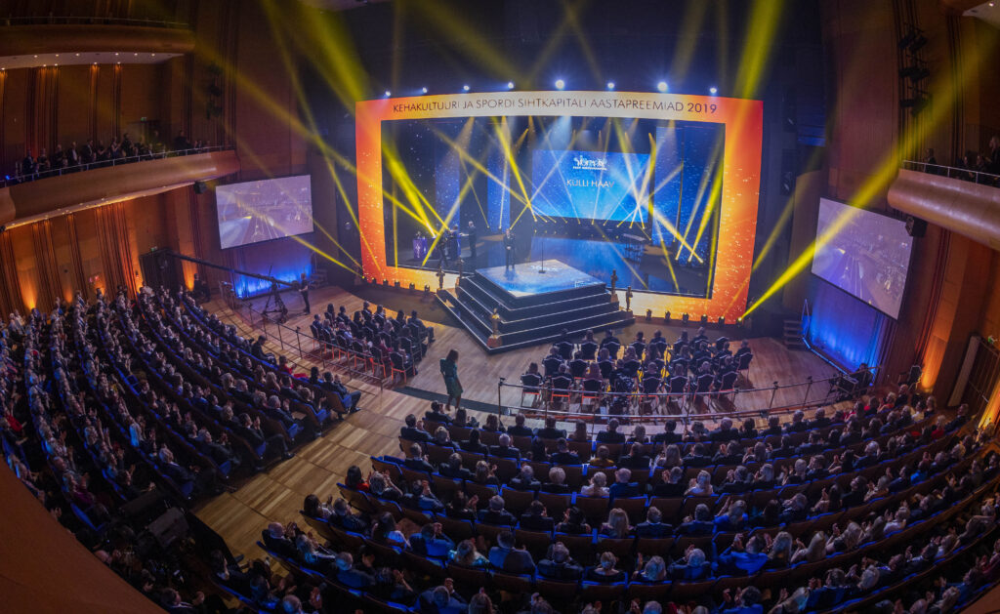 KEHAKULTUURI JA SPORDI SIHTKAPITALI AASTAPREEMIAD 2019
KÜLLI HAAV